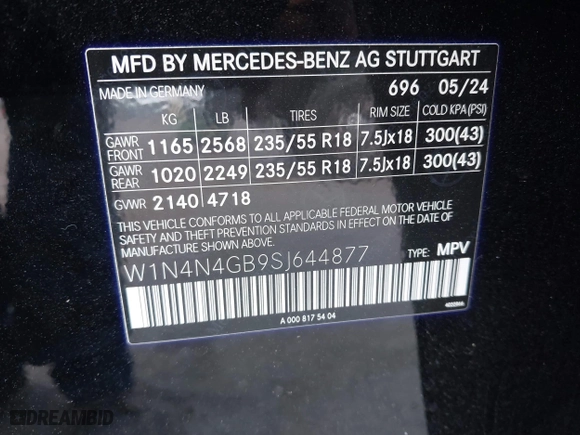 MFD BY MERCEDES-BENZ AG STUTTGART
MADE IN GERMANY 696 05/24
KG LB TIRES RIM SIZE COLD KPA(PSI)
GAWR FRONT 1165 2568 235/55 R18 7.5Jx18 300(43)
GAWR REAR 1020 2249 235/55 R18 7.5Jx18 300(43)
GVWR 2140 4718
THIS VEHICLE CONFORMS TO ALL APPLICABLE FEDERAL MOTOR VEHICLE
SAFETY AND THEFT PREVENTION STANDARDS IN EFFECT ON THE DATE OF
MANUFACTURE SHOWN ABOVE.
W1N4N4GB9SJ644877 TYPE: MPV
A 000 817 54 04
DREAMBID